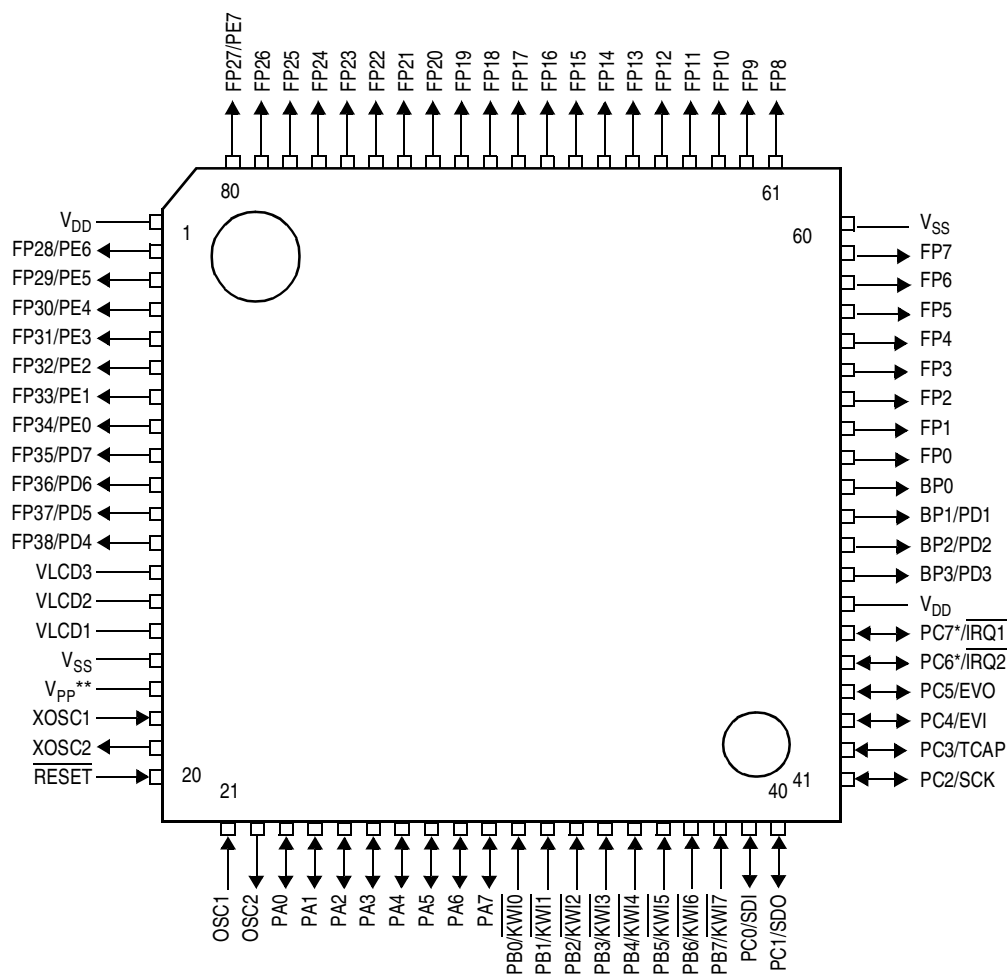 FP27/PE7
FP26
FP25
FP24
FP23
FP22
FP21
FP20
FP19
FP18
FP17
FP16
FP15
FP14
FP13
FP12
FP11
FP10
FP9
FP8
80
61
1
60
VDD
FP28/PE6
FP29/PE5
FP30/PE4
FP31/PE3
FP32/PE2
FP33/PE1
FP34/PE0
FP35/PD7
FP36/PD6
FP37/PD5
FP38/PD4
VLCD3
VLCD2
VLCD1
VSS
VPP**
XOSC1
XOSC2
RESET
VSS
FP7
FP6
FP5
FP4
FP3
FP2
FP1
FP0
BP0
BP1/PD1
BP2/PD2
BP3/PD3
VDD
PC7*/IRQ1
PC6*/IRQ2
PC5/EVO
PC4/EVI
PC3/TCAP
PC2/SCK
20
21
40
41
OSC1
OSC2
PA0
PA1
PA2
PA3
PA4
PA5
PA6
PA7
PB0/KWI0
PB1/KWI1
PB2/KWI2
PB3/KWI3
PB4/KWI4
PB5/KWI5
PB6/KWI6
PB7/KWI7
PC0/SDI
PC1/SDO